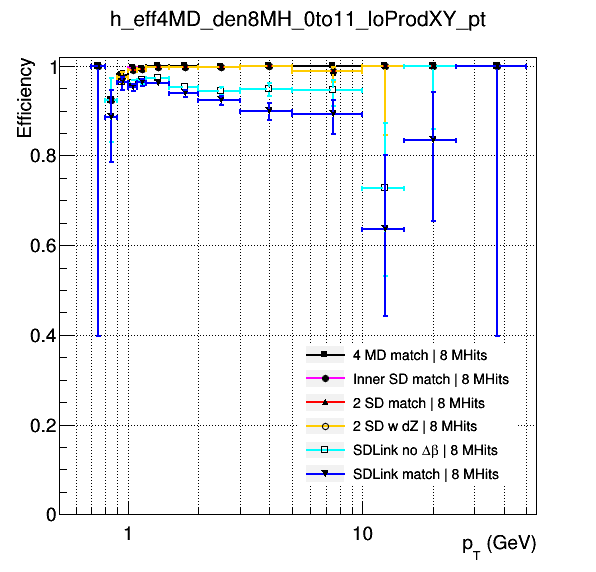 h_eff4MD_den8MH_0to11_loProdXY_pt
Efficiency
1
0.8
0.6
0.4
0.2
0
4 MD match | 8 MHits
Inner SD match | 8 MHits
2 SD match | 8 MHits
2 SD w dZ | 8 MHits
SDLink no Δβ | 8 MHits
SDLink match | 8 MHits
1
10
p_T (GeV)